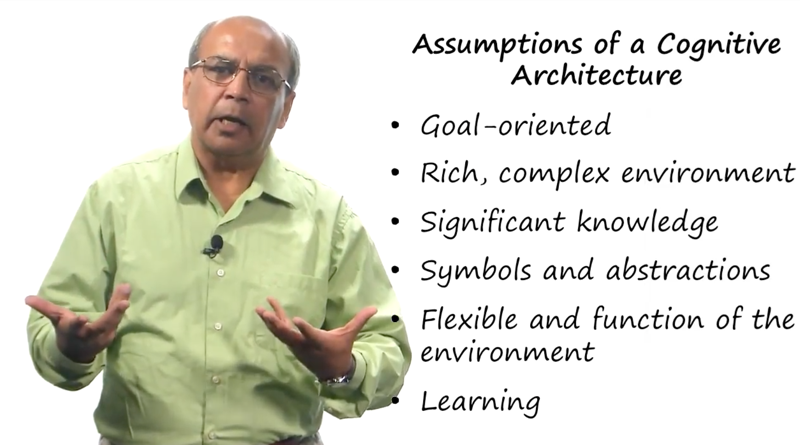 Assumptions of a Cognitive
Architecture
• Goal-oriented
• Rich, complex environment
• Significant knowledge
• Symbols and abstractions
• Flexible and function of the
environment
• Learning